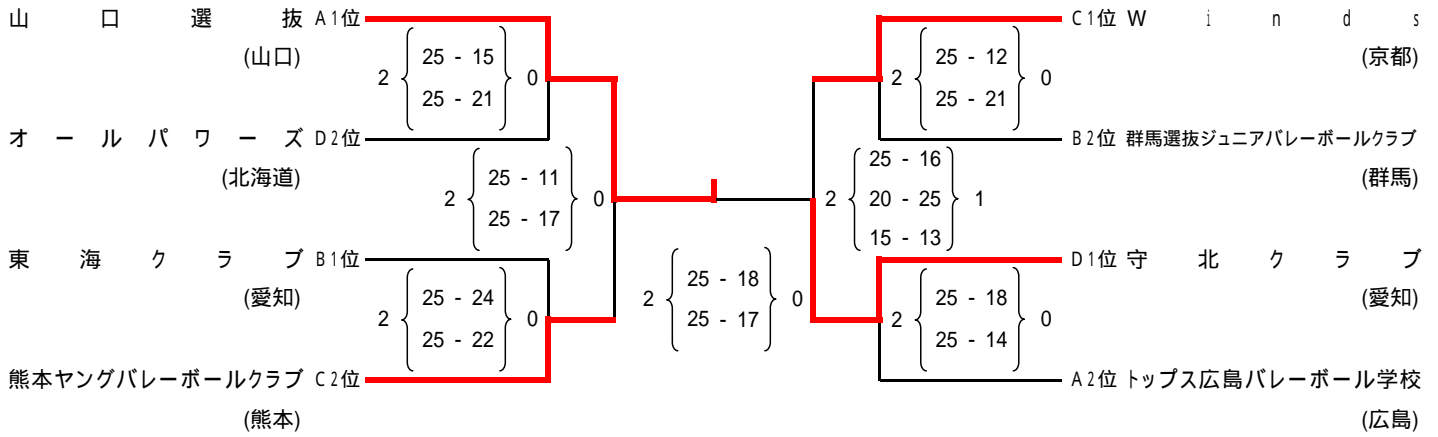 山口選抜 A1位 C1位 Winds
(山口) 2 25 - 15 0 2 25 - 12 0 (京都)
25 - 21 25 - 21
オールパワーズ D2位 B2位 群馬選抜ジュニアバレーボールクラブ
(北海道) 2 25 - 11 0 2 25 - 16 1 (群馬)
25 - 17 20 - 25
15 - 13
東海クラブ B1位 D1位 守北クラブ
(愛知) 2 25 - 24 0 2 25 - 18 0 2 25 - 18 0 (愛知)
25 - 22 25 - 17 25 - 14
熊本ヤングバレーボールクラブ C2位 A2位 トップス広島バレーボール学校
(熊本) (広島)